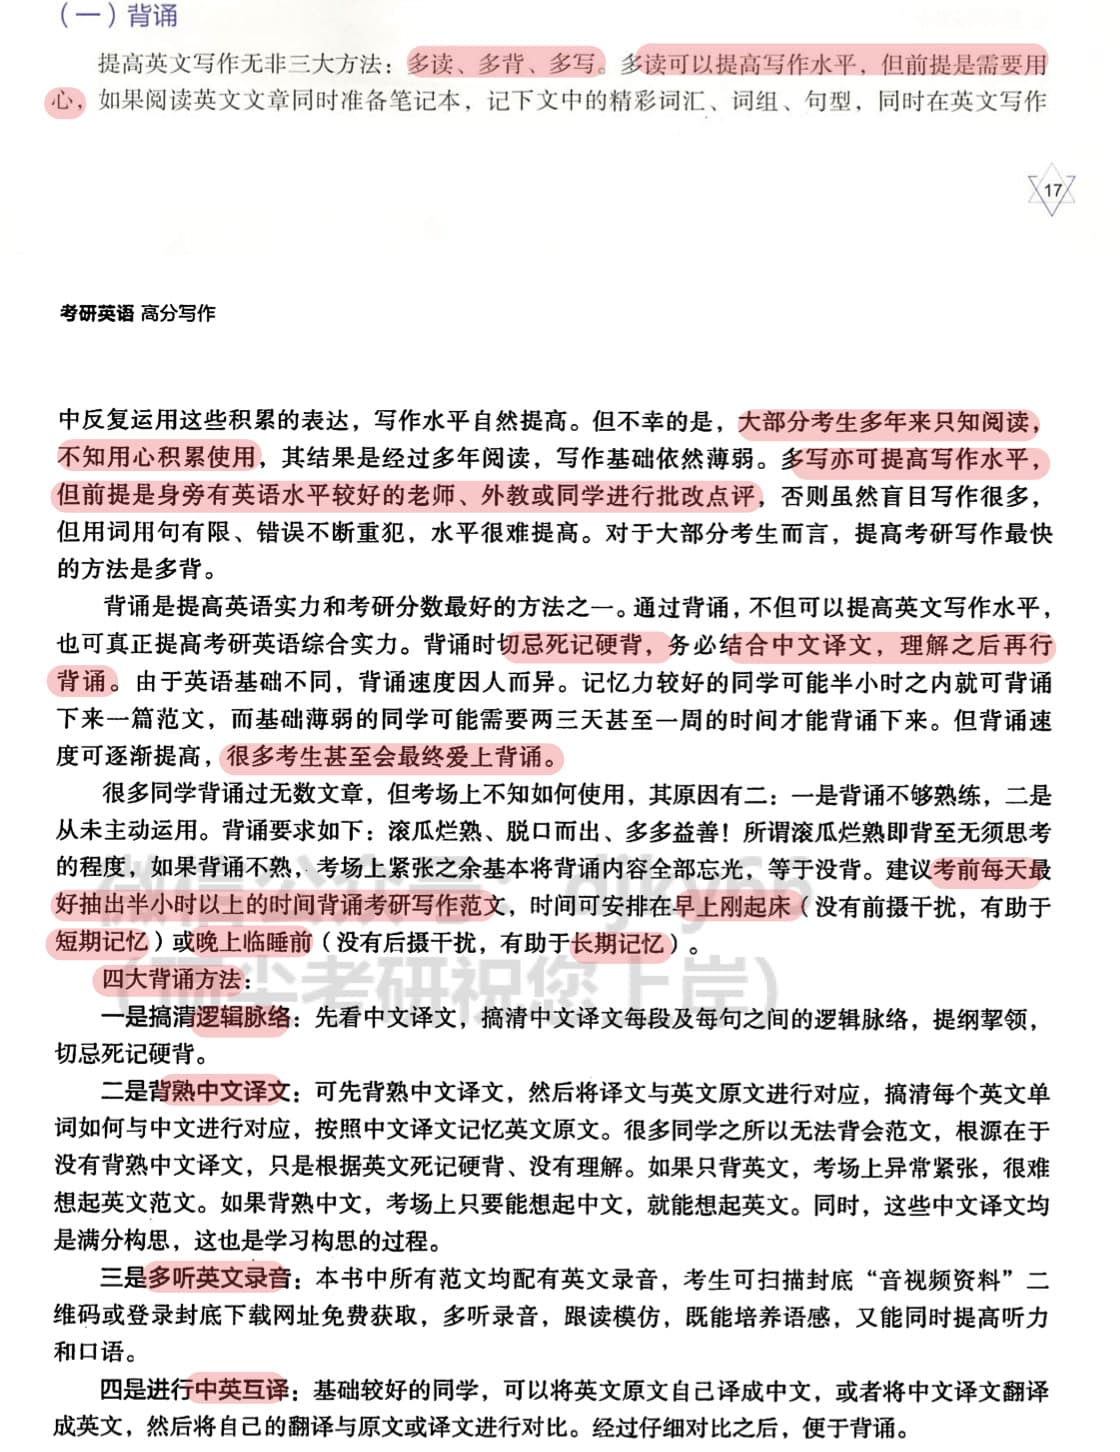 （一）背诵
提高英文写作无非三大方法：多读、多背、多写。多读可以提高写作水平，但前提是需要用
心，如果阅读英文文章同时准备笔记本，记下文中的精彩词汇、词组、句型，同时在英文写作
17
考研英语 高分写作
中反复运用这些积累的表达，写作水平自然提高。但不幸的是，大部分考生多年来只知阅读，
不知用心积累使用，其结果是经过多年阅读，写作基础依然薄弱。多写亦可提高写作水平，
但前提是身旁有英语水平较好的老师、外教或同学进行批改点评，否则虽然盲目写作很多，
但用词用句有限、错误不断重犯，水平很难提高。对于大部分考生而言，提高考研写作最快
的方法是多背。
背诵是提高英语实力和考研分数最好的方法之一。通过背诵，不但可以提高英文写作水平，
也可真正提高考研英语综合实力。背诵时切忌死记硬背，务必结合中文译文，理解之后再行
背诵。由于英语基础不同，背诵速度因人而异。记忆力较好的同学可能半小时之内就可背诵
下来一篇范文，而基础薄弱的同学可能需要两三天甚至一周的时间才能背诵下来。但背诵速
度可逐渐提高，很多考生甚至会最终爱上背诵。
很多同学背诵过无数文章，但考场上不知如何使用，其原因有二：一是背诵不够熟练，二是
从未主动运用。背诵要求如下：滚瓜烂熟、脱口而出、多多益善！所谓滚瓜烂熟即背至无须思考
的程度，如果背诵不熟，考场上紧张之余基本将背诵内容全部忘光，等于没背。建议考前每天最
好抽出半小时以上的时间背诵考研写作范文，时间可安排在早上刚起床（没有前摄干扰，有助于
短期记忆）或晚上临睡前（没有后摄干扰，有助于长期记忆）。
微信公众号：djky66
（顶尖考研祝您上岸）
四大背诵方法：
一是搞清逻辑脉络：先看中文译文，搞清中文译文每段及每句之间的逻辑脉络，提纲挈领，
切忌死记硬背。
二是背熟中文译文：可先背熟中文译文，然后将译文与英文原文进行对应，搞清每个英文单
词如何与中文进行对应，按照中文译文记忆英文原文。很多同学之所以无法背会范文，根源在于
没有背熟中文译文，只是根据英文死记硬背、没有理解。如果只背英文，考场上异常紧张，很难
想起英文范文。如果背熟中文，考场上只要能想起中文，就能想起英文。同时，这些中文译文均
是满分构思，这也是学习构思的过程。
三是多听英文录音：本书中所有范文均配有英文录音，考生可扫描封底“音视频资料”二
维码或登录封底下载网址免费获取，多听录音，跟读模仿，既能培养语感，又能同时提高听力
和口语。
四是进行中英互译：基础较好的同学，可以将英文原文自己译成中文，或者将中文译文翻译
成英文，然后将自己的翻译与原文或译文进行对比。经过仔细对比之后，便于背诵。